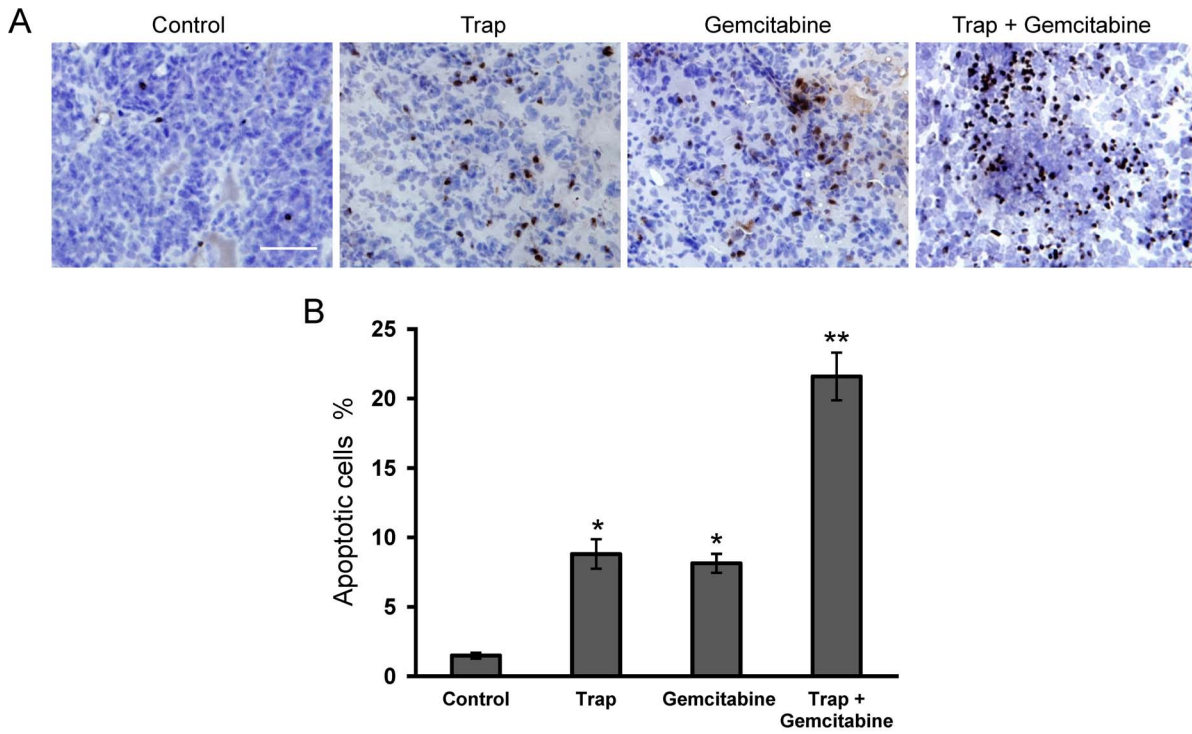 A
Control
Trap
Gemcitabine
Trap + Gemcitabine
B
Apoptotic cells %
25
20
15
10
5
0
*
*
**
Control
Trap
Gemcitabine
Trap +
Gemcitabine